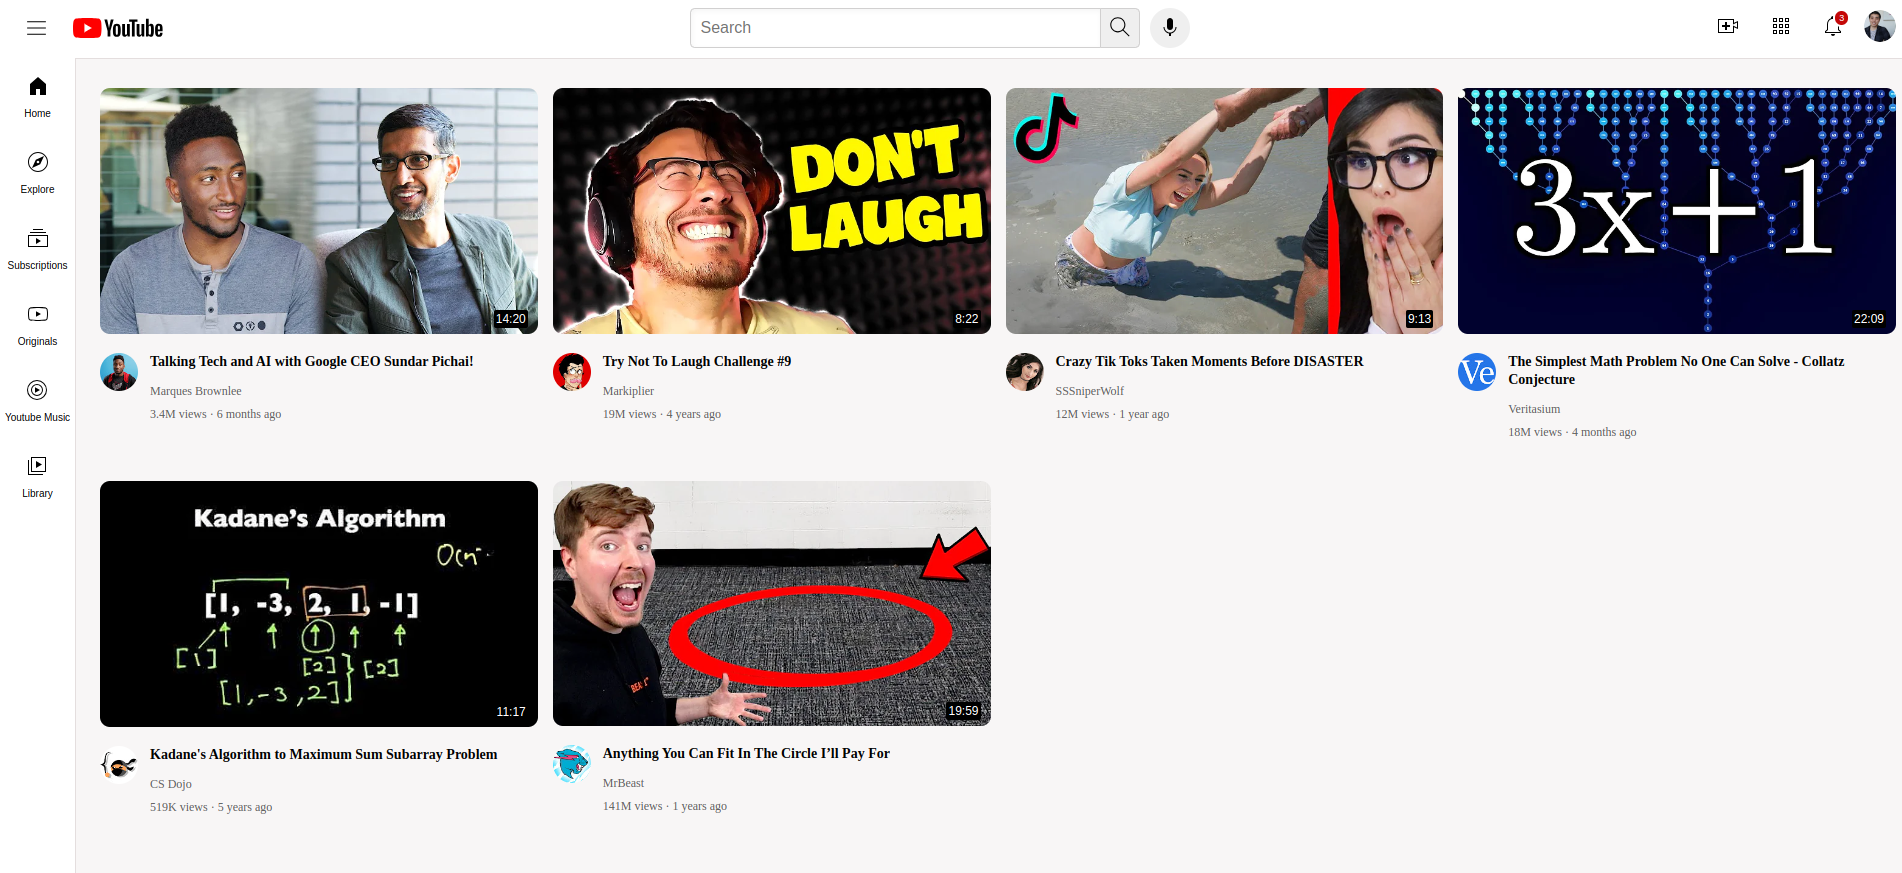 YouTube
Search
3
Home
Explore
Subscriptions
Originals
Youtube Music
Library
DON'T
LAUGH
3x+1
14:20
8:22
9:13
22:09
Talking Tech and AI with Google CEO Sundar Pichai!
Marques Brownlee
3.4M views · 6 months ago
Try Not To Laugh Challenge #9
Markiplier
19M views · 4 years ago
Crazy Tik Toks Taken Moments Before DISASTER
SSSniperWolf
12M views · 1 year ago
Ve
The Simplest Math Problem No One Can Solve - Collatz
Conjecture
Veritasium
18M views · 4 months ago
Kadane's Algorithm
[1, -3, 2, 1, -1]
[1]
[2]
[2]
[1, -3, 2]
11:17
19:59
Kadane's Algorithm to Maximum Sum Subarray Problem
CS Dojo
519K views · 5 years ago
Anything You Can Fit In The Circle I’ll Pay For
MrBeast
141M views · 1 years ago